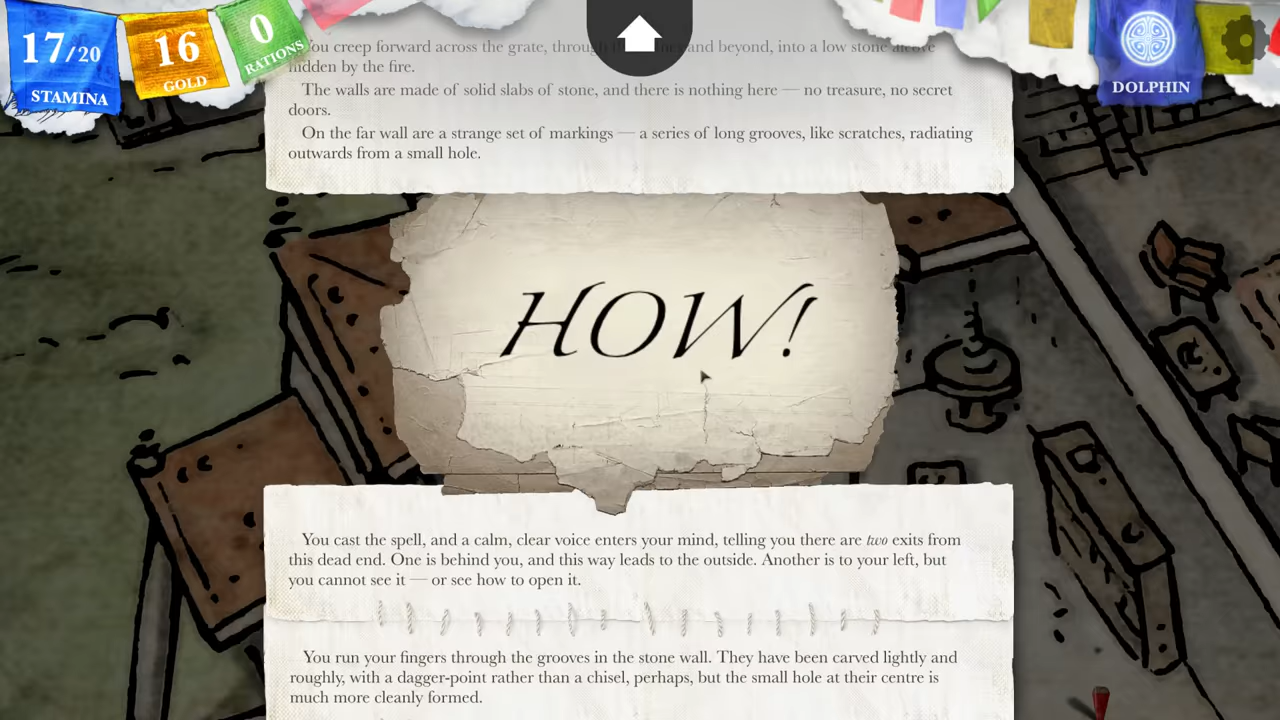 17/20
STAMINA
16
GOLD
0
RATIONS
DOLPHIN
You creep forward across the grate, through and beyond, into a low stone alcove
hidden by the fire.
The walls are made of solid slabs of stone, and there is nothing here — no treasure, no secret
doors.
On the far wall are a strange set of markings — a series of long grooves, like scratches, radiating
outwards from a small hole.
HOW!
You cast the spell, and a calm, clear voice enters your mind, telling you there are two exits from
this dead end. One is behind you, and this way leads to the outside. Another is to your left, but
you cannot see it — or see how to open it.
You run your fingers through the grooves in the stone wall. They have been carved lightly and
roughly, with a dagger-point rather than a chisel, perhaps, but the small hole at their centre is
much more cleanly formed.